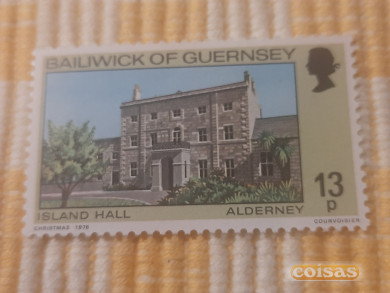 BAILIWICK OF GUERNSEY
13
p
ISLAND HALL ALDERNEY
CHRISTMAS 1976 COURVOISIER
coisas